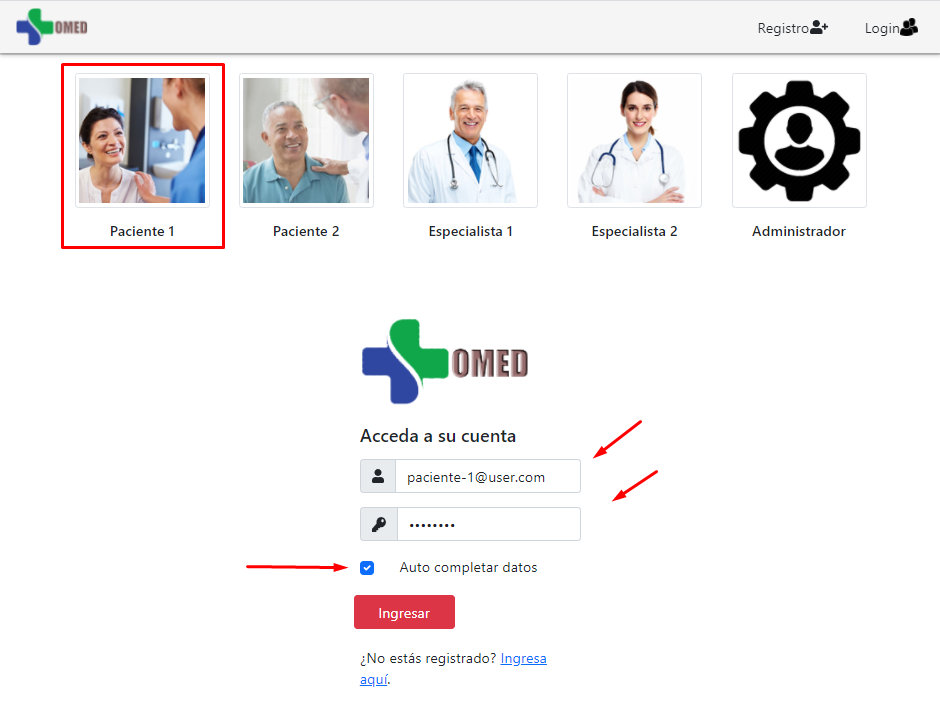 OMED
Registro
Login
Paciente 1
Paciente 2
Especialista 1
Especialista 2
Administrador
OMED
Acceda a su cuenta
paciente-1@user.com
••••••••
Auto completar datos
Ingresar
¿No estás registrado? Ingresa
aquí.